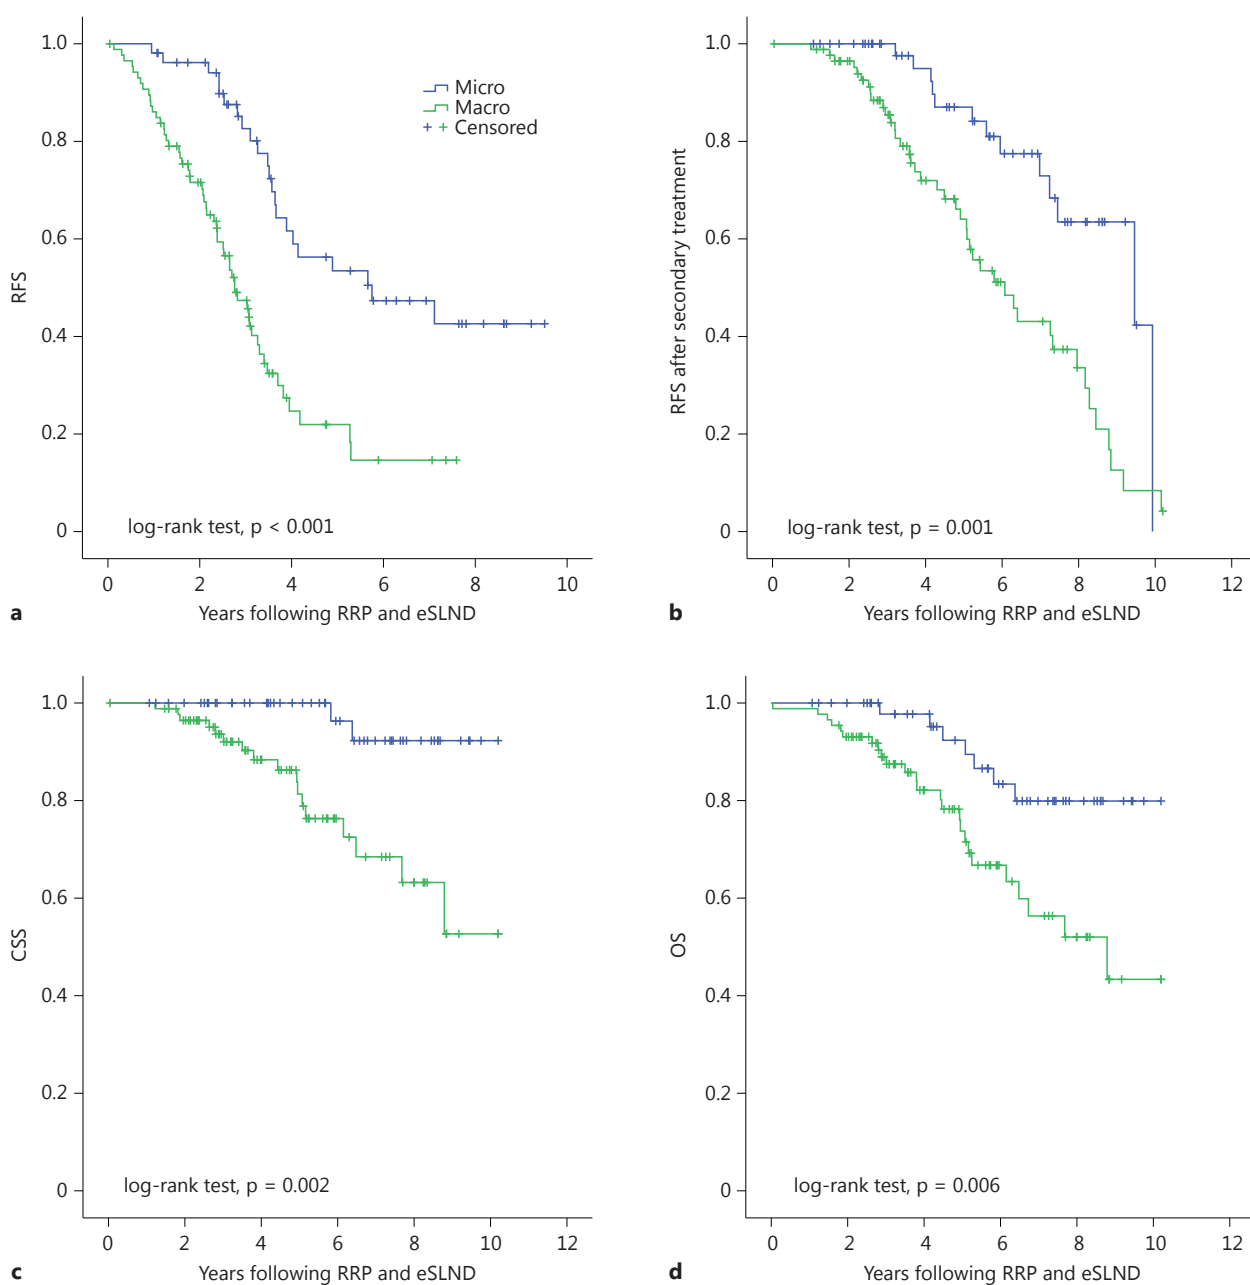 1.0
0.8
0.6
0.4
0.2
0
RFS
Micro
Macro
Censored
log-rank test, p < 0.001
0 2 4 6 8 10
Years following RRP and eSLND
a
1.0
0.8
0.6
0.4
0.2
0
RFS after secondary treatment
log-rank test, p = 0.001
0 2 4 6 8 10 12
Years following RRP and eSLND
b
1.0
0.8
0.6
0.4
0.2
0
CSS
log-rank test, p = 0.002
0 2 4 6 8 10 12
Years following RRP and eSLND
c
1.0
0.8
0.6
0.4
0.2
0
OS
log-rank test, p = 0.006
0 2 4 6 8 10 12
Years following RRP and eSLND
d